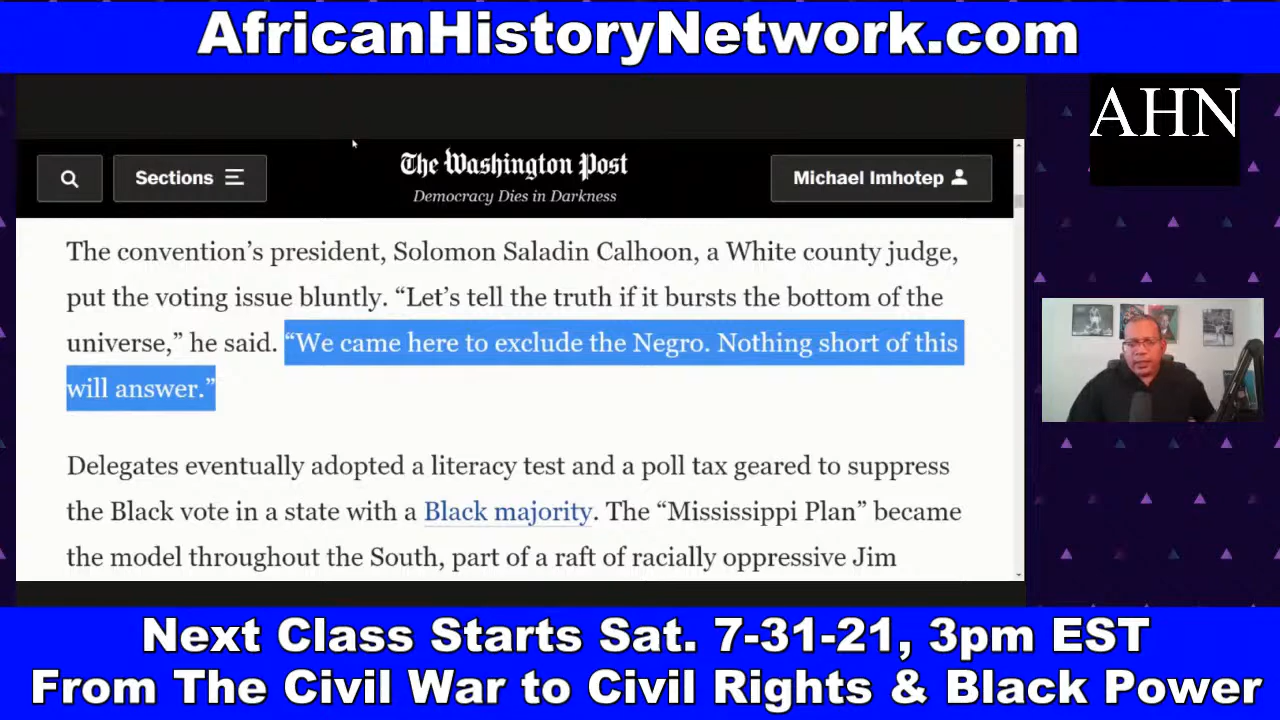 AfricanHistoryNetwork.com
AHN
Sections
The Washington Post
Democracy Dies in Darkness
Michael Imhotep
The convention’s president, Solomon Saladin Calhoon, a White county judge,
put the voting issue bluntly. “Let’s tell the truth if it bursts the bottom of the
universe,” he said. “We came here to exclude the Negro. Nothing short of this
will answer.”
Delegates eventually adopted a literacy test and a poll tax geared to suppress
the Black vote in a state with a Black majority. The “Mississippi Plan” became
the model throughout the South, part of a raft of racially oppressive Jim
Next Class Starts Sat. 7-31-21, 3pm EST
From The Civil War to Civil Rights & Black Power